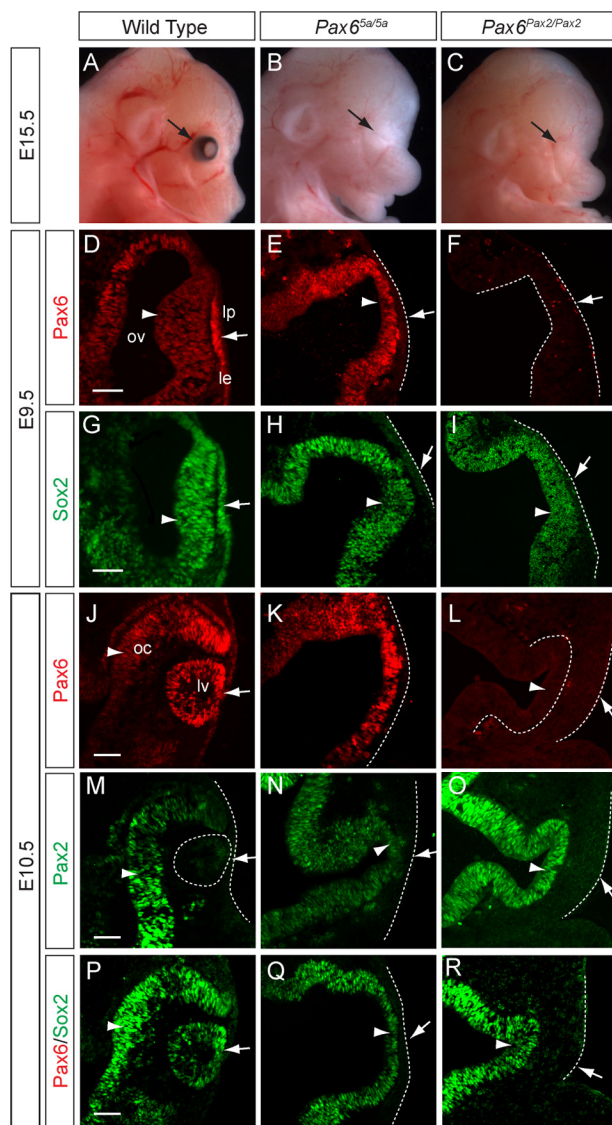 Wild Type
Pax6^5a/5a
Pax6^Pax2/Pax2
E15.5
A
B
C
E9.5
Pax6
D
lp
ov
le
E
F
Sox2
G
H
I
E10.5
Pax6
J
oc
lv
K
L
Pax2
M
N
O
Pax6/Sox2
P
Q
R